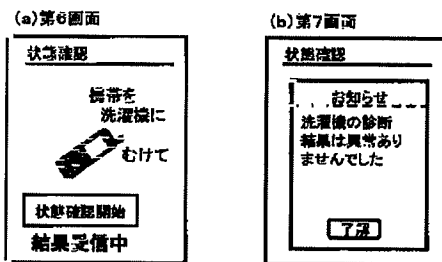 (a)第6画面
状態確認
携帯を
洗濯機に
むけて
状態確認開始
結果受信中
(b)第7画面
状態確認
お知らせ
洗濯機の診断
結果は異常あり
ませんでした
了認